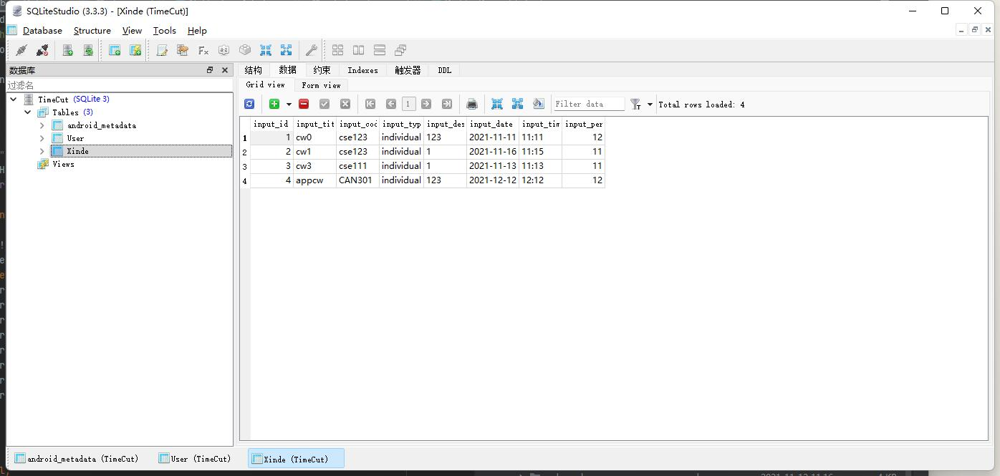 SQLiteStudio (3.3.3) - [Xinde (TimeCut)]
Database Structure View Tools Help
数据库
过滤名
TimeCut (SQLite 3)
Tables (3)
android_metadata
User
Xinde
Views
结构 数据 约束 Indexes 触发器 DDL
Grid view Form view
1 Filter data Total rows loaded: 4
input_id input_tit input_cod input_typ input_des input_date input_tim input_per
1 1 cw0 cse123 individual 123 2021-11-11 11:11 12
2 2 cw1 cse123 individual 1 2021-11-16 11:15 11
3 3 cw3 cse111 individual 1 2021-11-13 11:13 11
4 4 appcw CAN301 individual 123 2021-12-12 12:12 12
android_metadata (TimeCut) User (TimeCut) Xinde (TimeCut)